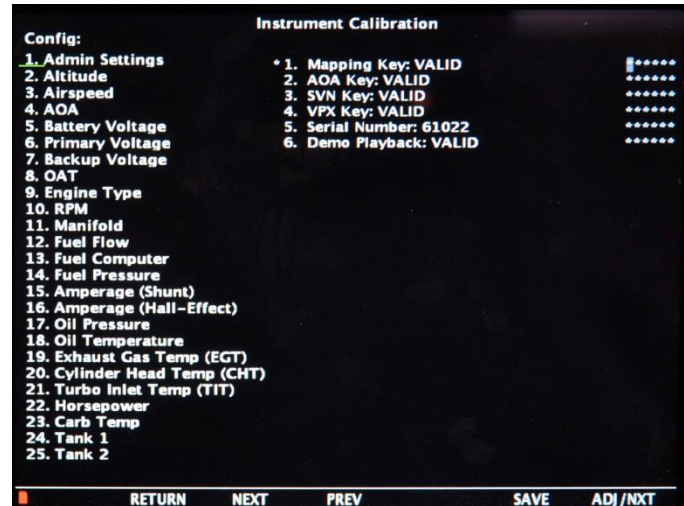 Instrument Calibration
Config:
1. Admin Settings
2. Altitude
3. Airspeed
4. AOA
5. Battery Voltage
6. Primary Voltage
7. Backup Voltage
8. OAT
9. Engine Type
10. RPM
11. Manifold
12. Fuel Flow
13. Fuel Computer
14. Fuel Pressure
15. Amperage (Shunt)
16. Amperage (Hall-Effect)
17. Oil Pressure
18. Oil Temperature
19. Exhaust Gas Temp (EGT)
20. Cylinder Head Temp (CHT)
21. Turbo Inlet Temp (TIT)
22. Horsepower
23. Carb Temp
24. Tank 1
25. Tank 2
*1. Mapping Key: VALID ******
2. AOA Key: VALID ******
3. SVN Key: VALID ******
4. VPX Key: VALID ******
5. Serial Number: 61022 ******
6. Demo Playback: VALID ******
RETURN NEXT PREV SAVE ADJ/NXT